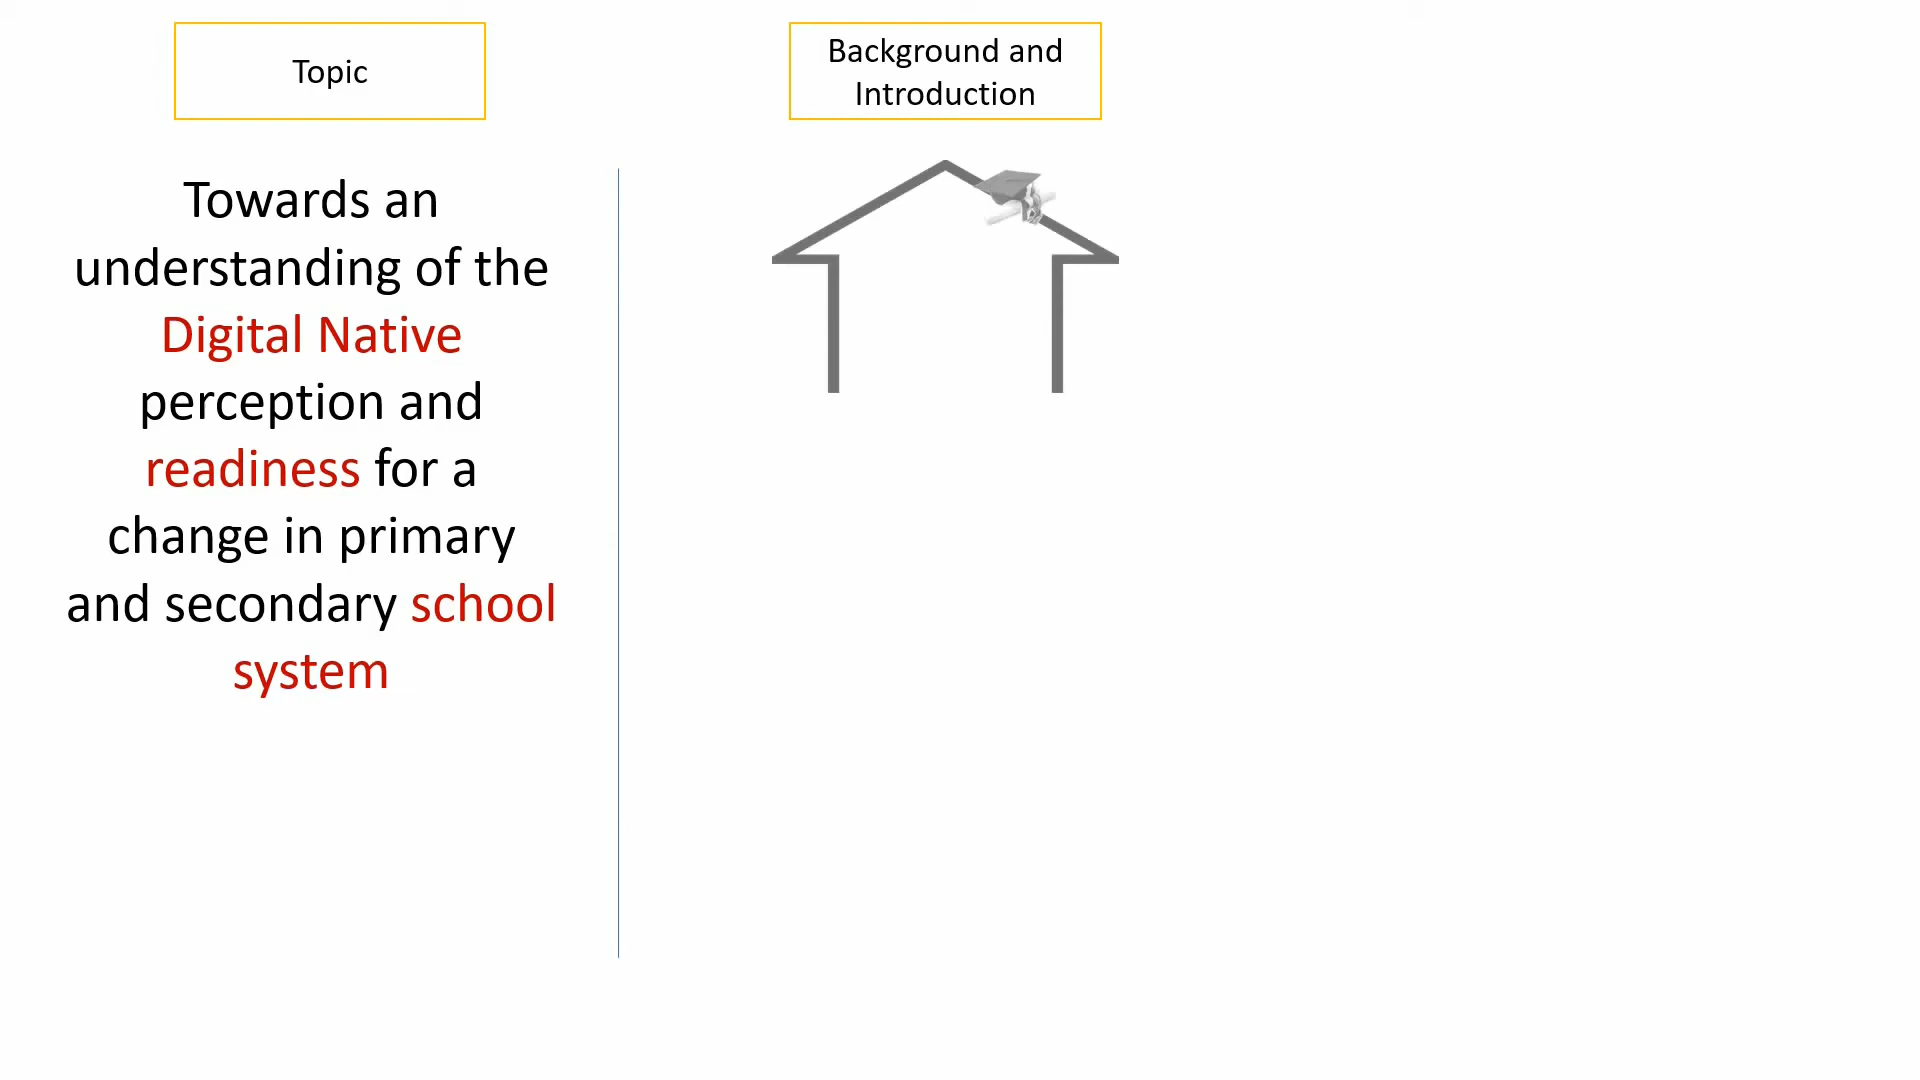 Topic
Towards an
understanding of the
Digital Native
perception and
readiness for a
change in primary
and secondary school
system
Background and
Introduction